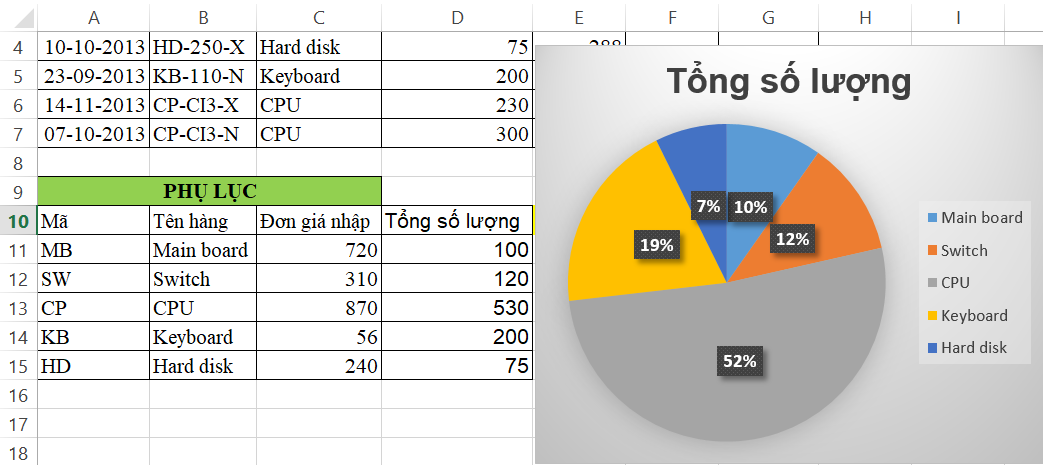 A B C D E F G H I
4 10-10-2013 HD-250-X Hard disk 75
5 23-09-2013 KB-110-N Keyboard 200
6 14-11-2013 CP-CI3-X CPU 230
7 07-10-2013 CP-CI3-N CPU 300
8
9 PHỤ LỤC
10 Mã Tên hàng Đơn giá nhập Tổng số lượng
11 MB Main board 720 100
12 SW Switch 310 120
13 CP CPU 870 530
14 KB Keyboard 56 200
15 HD Hard disk 240 75
16
17
18
Tổng số lượng
7% 10%
12%
19%
52%
Main board
Switch
CPU
Keyboard
Hard disk